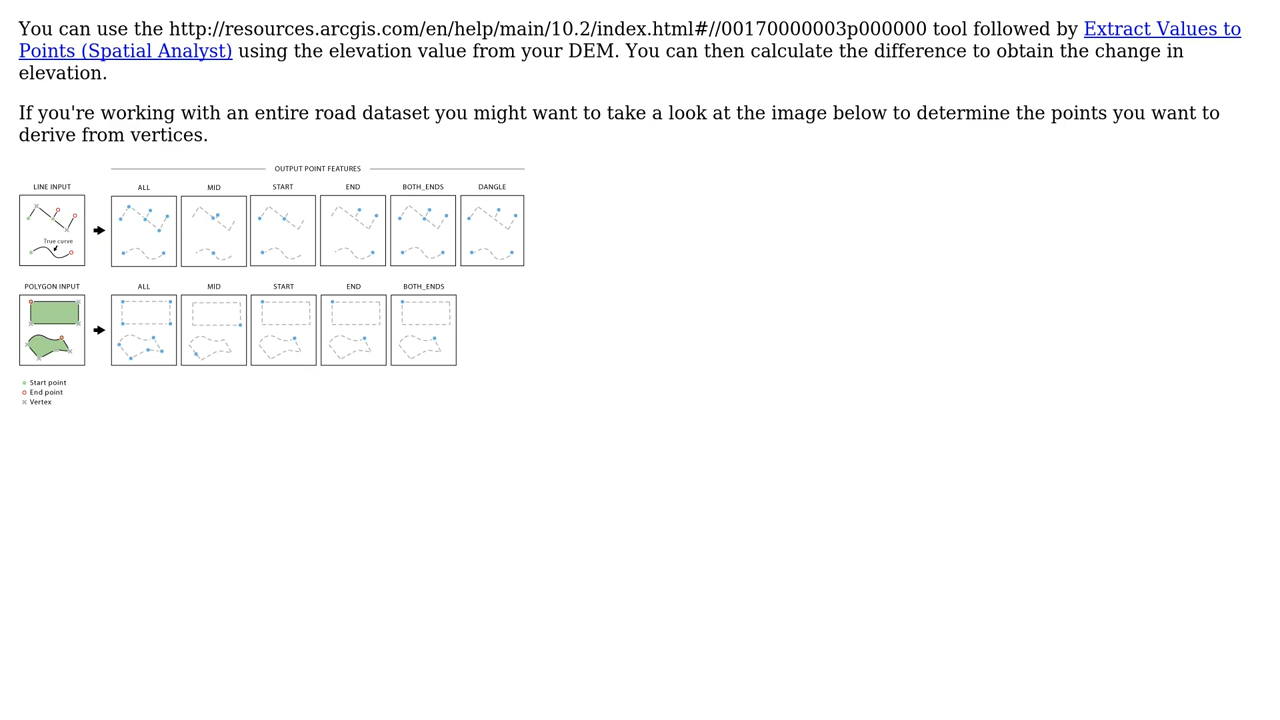 You can use the http://resources.arcgis.com/en/help/main/10.2/index.html#//00170000003p000000 tool followed by Extract Values to
Points (Spatial Analyst) using the elevation value from your DEM. You can then calculate the difference to obtain the change in
elevation.
If you're working with an entire road dataset you might want to take a look at the image below to determine the points you want to
derive from vertices.
OUTPUT POINT FEATURES
LINE INPUT ALL MID START END BOTH_ENDS DANGLE
True curve
POLYGON INPUT ALL MID START END BOTH_ENDS
Start point
End point
Vertex